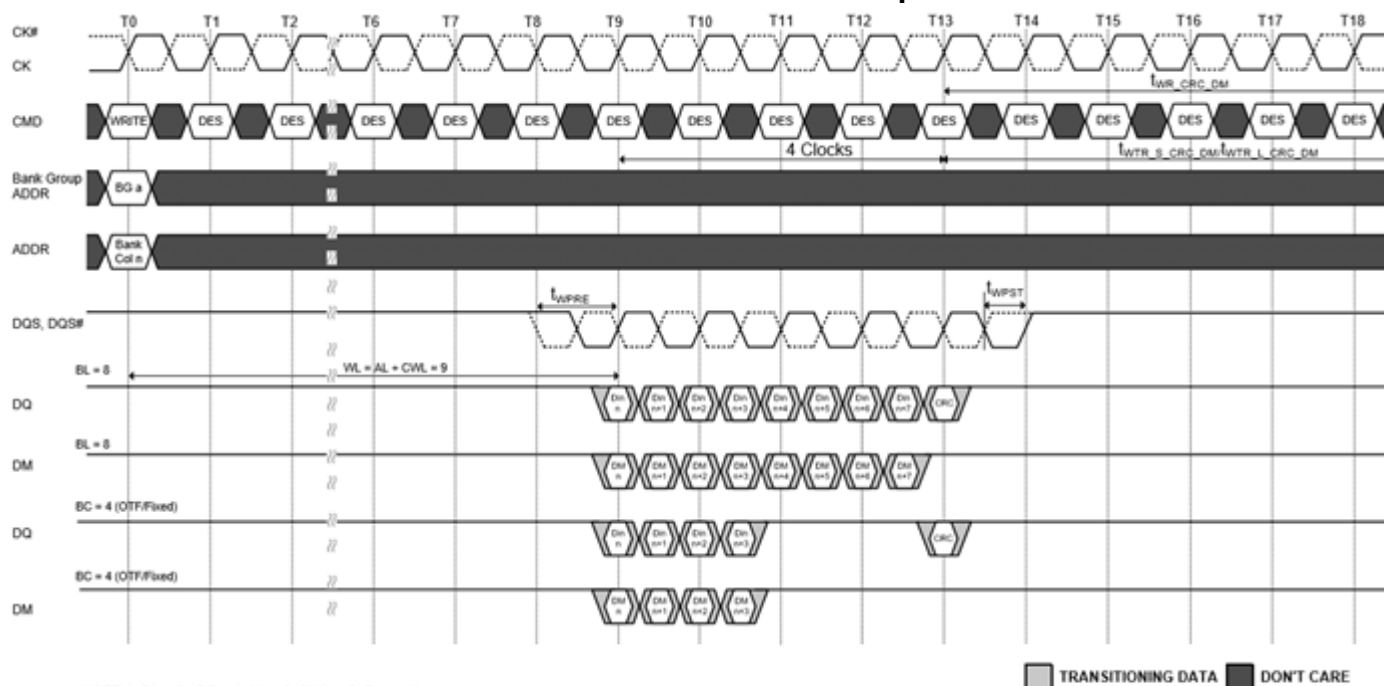 T0 T1 T2 T6 T7 T8 T9 T10 T11 T12 T13 T14 T15 T16 T17 T18
CK#
CK
tWR_CRC_DM
CMD WRITE DES DES DES DES DES DES DES DES DES DES DES DES DES DES DES
4 Clocks tWTR_S_CRC_DM/tWTR_L_CRC_DM
Bank Group
ADDR
BG a
ADDR
Bank
Col n
tWPRE tWPST
DQS, DQS#
BL = 8 WL = AL + CWL = 9
DQ
Din n Din n+1 Din n+2 Din n+3 Din n+4 Din n+5 Din n+6 Din n+7 CRC
BL = 8
DM
DM n DM n+1 DM n+2 DM n+3 DM n+4 DM n+5 DM n+6 DM n+7
BC = 4 (OTF/Fixed)
DQ
Din n Din n+1 Din n+2 Din n+3 CRC
BC = 4 (OTF/Fixed)
DM
DM n DM n+1 DM n+2 DM n+3
TRANSITIONING DATA DON'T CARE